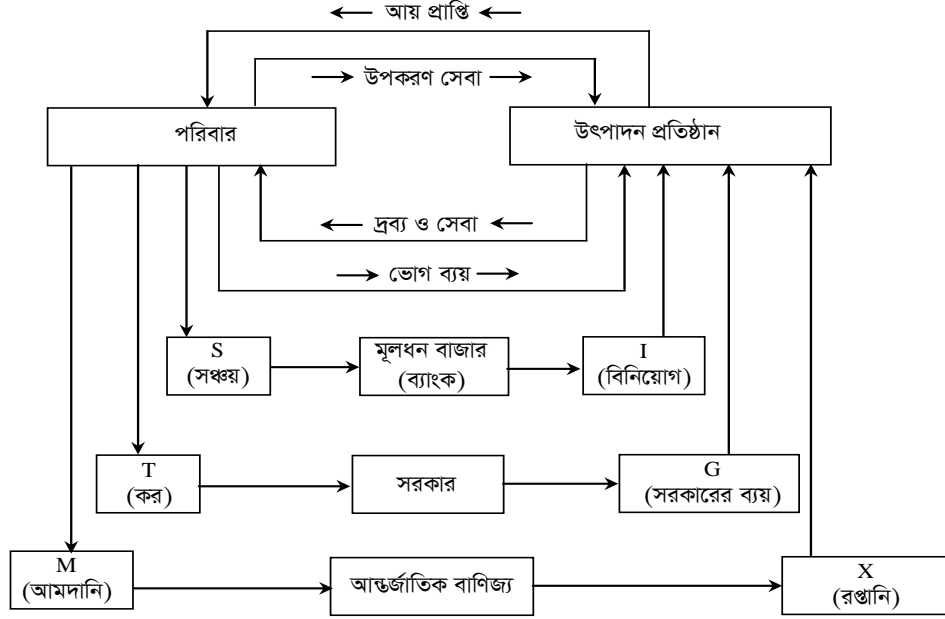 আয় প্রাপ্তি
উপকরণ সেবা
পরিবার
উৎপাদন প্রতিষ্ঠান
দ্রব্য ও সেবা
ভোগ ব্যয়
S
(সঞ্চয়)
মূলধন বাজার
(ব্যাংক)
I
(বিনিয়োগ)
T
(কর)
সরকার
G
(সরকারের ব্যয়)
M
(আমদানি)
আন্তর্জাতিক বাণিজ্য
X
(রপ্তানি)